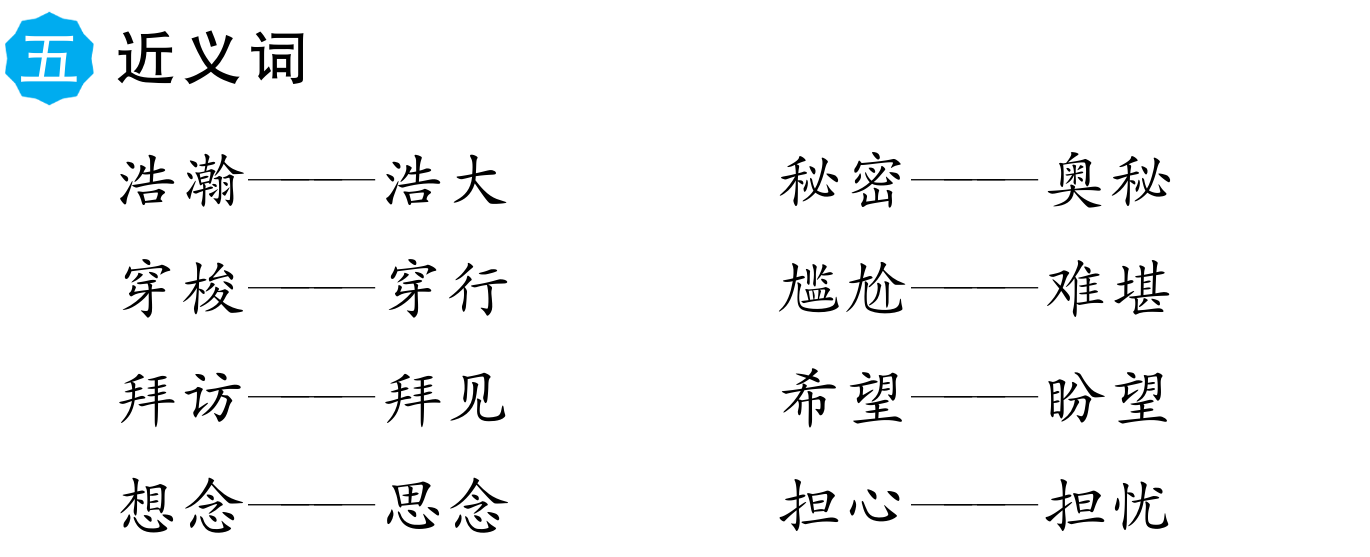 五 近义词
浩瀚——浩大 秘密——奥秘
穿梭——穿行 尴尬——难堪
拜访——拜见 希望——盼望
想念——思念 担心——担忧